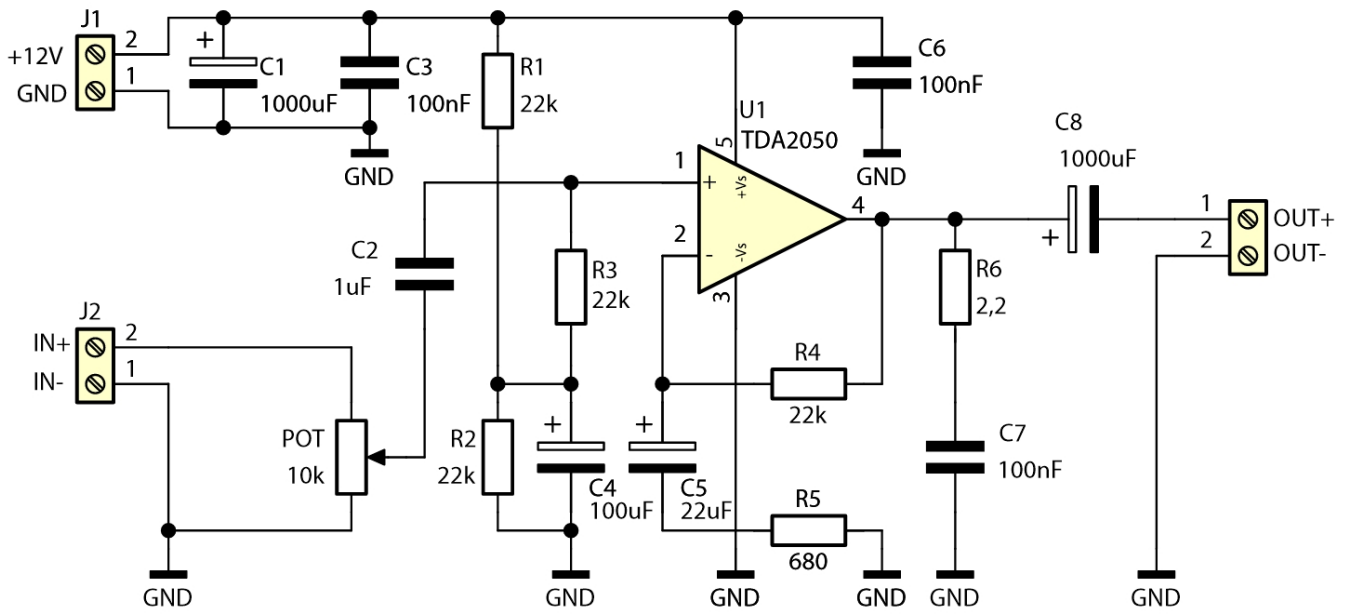 J1
+12V
2
GND
1
+
C1
1000uF
C3
100nF
GND
R1
22k
U1
TDA2050
5
1
+
+Vs
2
-
-Vs
3
4
C6
100nF
GND
C8
1000uF
+
1
OUT+
2
OUT-
C2
1uF
R3
22k
R6
2,2
J2
IN+
2
IN-
1
POT
10k
GND
R2
22k
+
C4
100uF
GND
+
C5
22uF
GND
R4
22k
R5
680
GND
C7
100nF
GND
GND